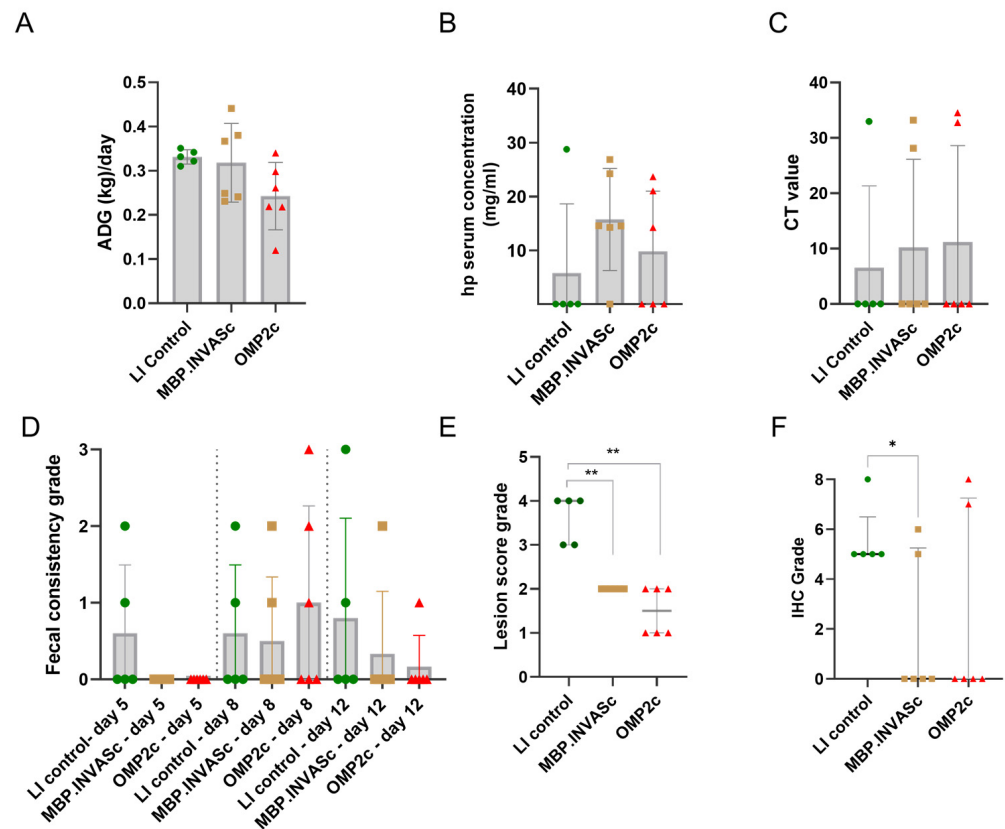 A
B
C
ADG (kg)/day
0.5
0.4
0.3
0.2
0.1
0.0
LI Control
MBP.INVASc
OMP2c
hp serum concentration
(mg/ml)
40
30
20
10
LI control
MBP.INVASc
OMP2c
CT value
40
30
20
10
0
LI Control
MBP.INVASc
OMP2c
D
E
F
Fecal consistency grade
3
2
1
0
LI control- day 5
MBP.INVASc - day 5
OMP2c - day 5
LI control - day 8
MBP.INVASc - day 8
OMP2c - day 8
LI control - day 12
MBP.INVASc - day 12
OMP2c - day 12
Lesion score grade
5
4
3
2
1
0
**
**
LI control
MBP.INVASc
OMP2c
IHC Grade
8
6
4
2
0
*
LI control
MBP.INVASc
OMP2c